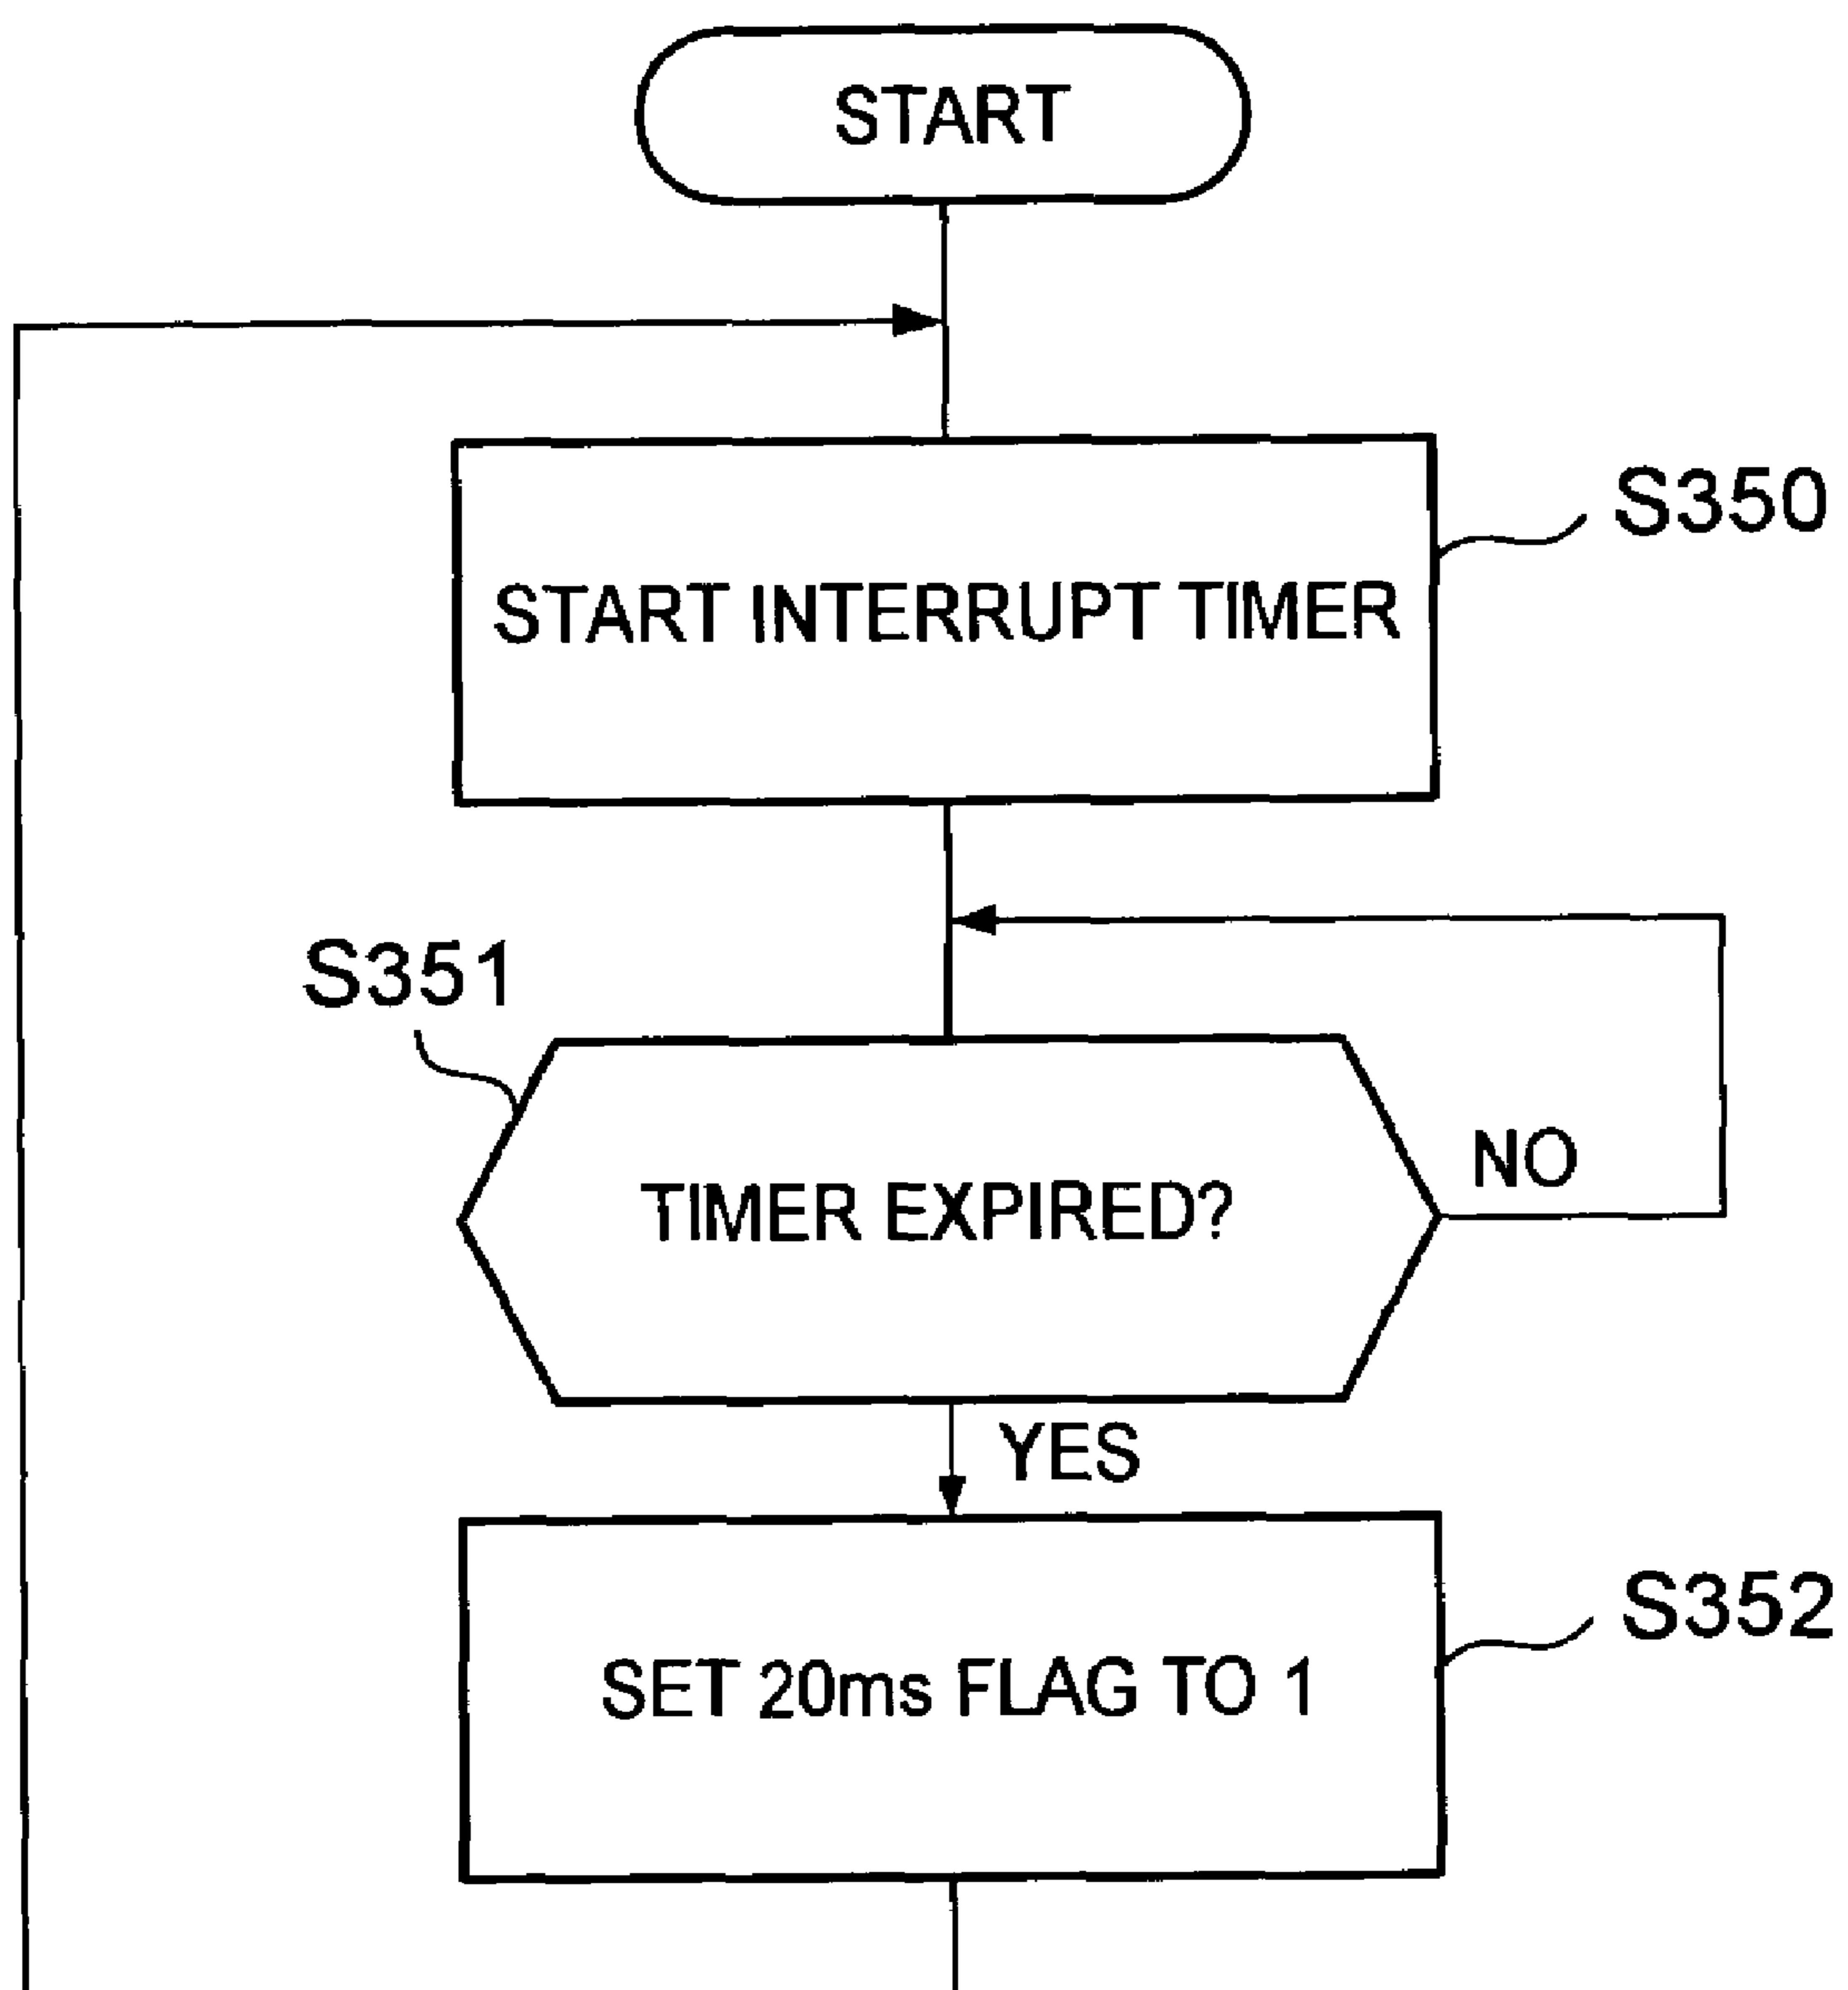 START
S350
START INTERRUPT TIMER
S351
NO
TIMER EXPIRED?
YES
S352
SET 20ms FLAG TO 1